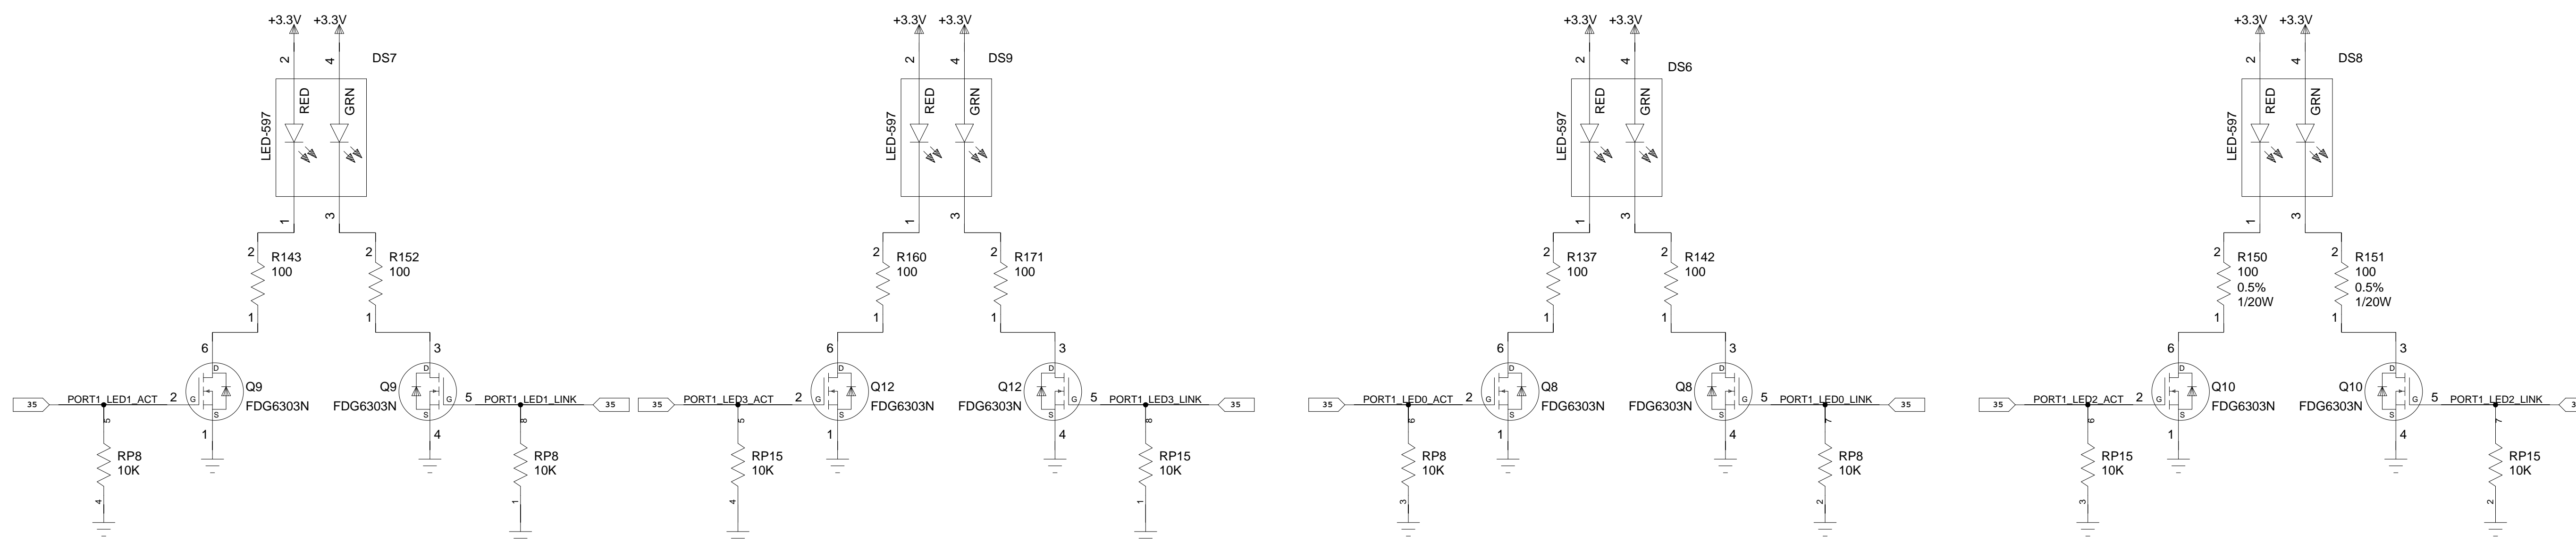 +3.3V +3.3V
2 4 DS7
LED-597 RED GRN
1 3
2 R143
100
1
2 R152
100
1
6 3
D D
Q9
FDG6303N
Q9
FDG6303N
35 PORT1_LED1_ACT 2 G G 5 PORT1_LED1_LINK 35
S S
1 4
5 RP8
10K
4
8 RP8
10K
1
+3.3V +3.3V
2 4 DS9
LED-597 RED GRN
1 3
2 R160
100
1
2 R171
100
1
6 3
D D
Q12
FDG6303N
Q12
FDG6303N
35 PORT1_LED3_ACT 2 G G 5 PORT1_LED3_LINK 35
S S
1 4
5 RP15
10K
4
8 RP15
10K
1
+3.3V +3.3V
2 4 DS6
LED-597 RED GRN
1 3
2 R137
100
1
2 R142
100
1
6 3
D D
Q8
FDG6303N
Q8
FDG6303N
35 PORT1_LED0_ACT 2 G G 5 PORT1_LED0_LINK 35
S S
1 4
6 RP8
10K
3
7 RP8
10K
2
+3.3V +3.3V
2 4 DS8
LED-597 RED GRN
1 3
2 R150
100
0.5%
1/20W
1
2 R151
100
0.5%
1/20W
1
6 3
D D
Q10
FDG6303N
Q10
FDG6303N
35 PORT1_LED2_ACT 2 G G 5 PORT1_LED2_LINK
S S
1 4
6 RP15
10K
3
7 RP15
10K
2